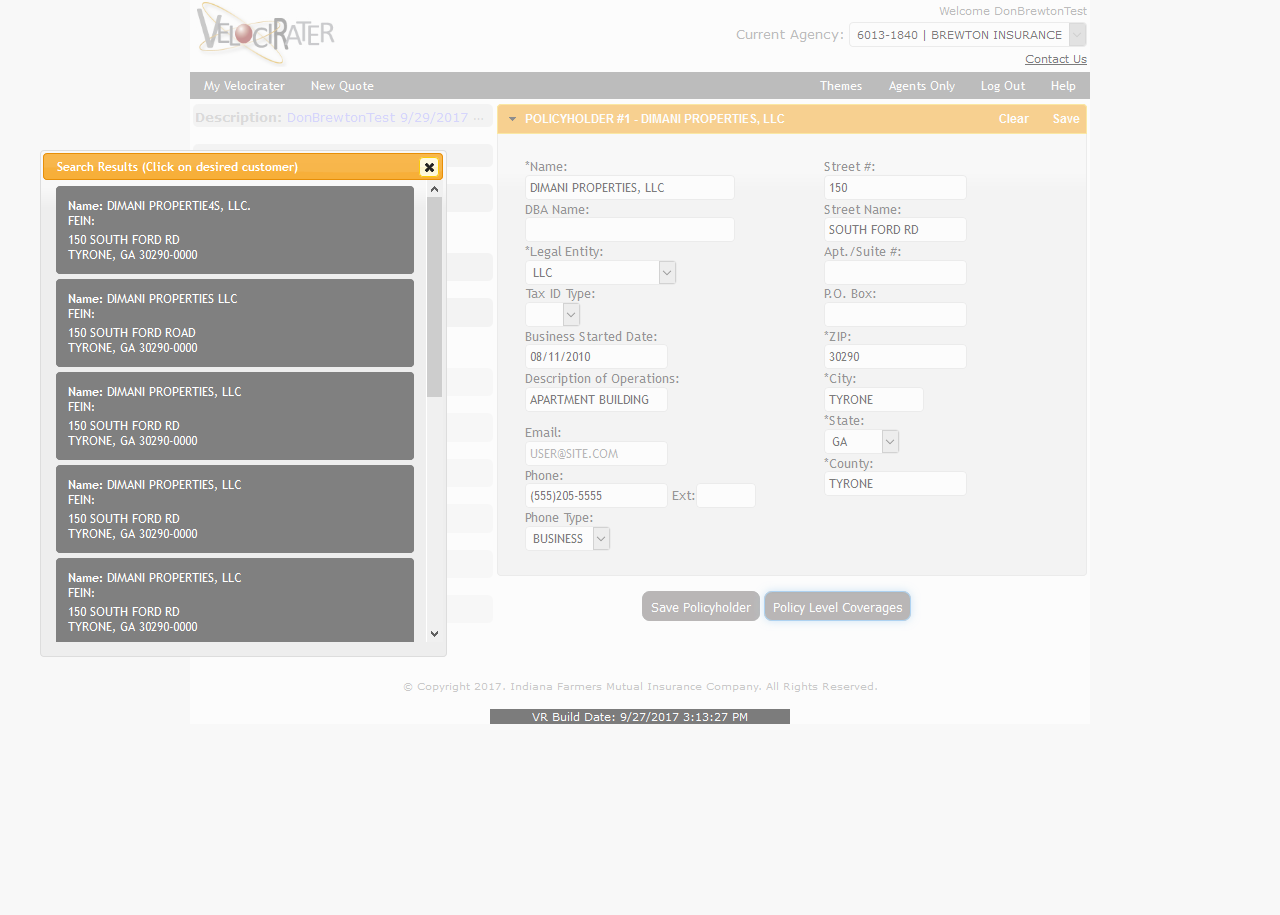 VELOCIRATER
Welcome DonBrewtonTest
Current Agency: 6013-1840 | BREWTON INSURANCE
Contact Us
My Velocirater New Quote Themes Agents Only Log Out Help
Description: DonBrewtonTest 9/29/2017 ...
Search Results (Click on desired customer)
Name: DIMANI PROPERTIE4S, LLC.
FEIN:
150 SOUTH FORD RD
TYRONE, GA 30290-0000
Name: DIMANI PROPERTIES LLC
FEIN:
150 SOUTH FORD ROAD
TYRONE, GA 30290-0000
Name: DIMANI PROPERTIES, LLC
FEIN:
150 SOUTH FORD RD
TYRONE, GA 30290-0000
Name: DIMANI PROPERTIES, LLC
FEIN:
150 SOUTH FORD RD
TYRONE, GA 30290-0000
Name: DIMANI PROPERTIES, LLC
FEIN:
150 SOUTH FORD RD
TYRONE, GA 30290-0000
POLICYHOLDER #1 - DIMANI PROPERTIES, LLC Clear Save
*Name:
DIMANI PROPERTIES, LLC
DBA Name:
*Legal Entity:
LLC
Tax ID Type:
Business Started Date:
08/11/2010
Description of Operations:
APARTMENT BUILDING
Email:
USER@SITE.COM
Phone:
(555)205-5555 Ext:
Phone Type:
BUSINESS
Street #:
150
Street Name:
SOUTH FORD RD
Apt./Suite #:
P.O. Box:
*ZIP:
30290
*City:
TYRONE
*State:
GA
*County:
TYRONE
Save Policyholder Policy Level Coverages
© Copyright 2017. Indiana Farmers Mutual Insurance Company. All Rights Reserved.
VR Build Date: 9/27/2017 3:13:27 PM